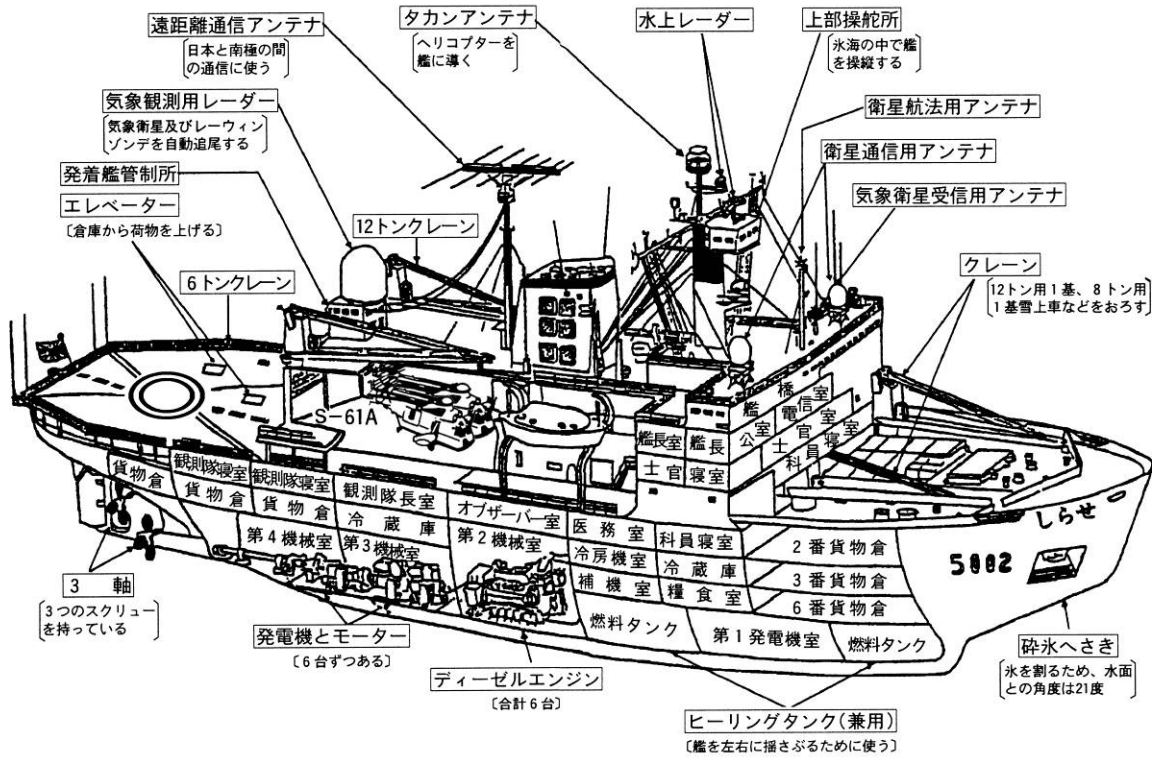 遠距離通信アンテナ
日本と南極の間
の通信に使う
タカンアンテナ
ヘリコプターを
艦に導く
水上レーダー
上部操舵所
氷海の中で艦
を操縦する
気象観測用レーダー
気象衛星及びレーウィン
ゾンデを自動追尾する
衛星航法用アンテナ
衛星通信用アンテナ
発着艦管制所
気象衛星受信用アンテナ
エレベーター
〔倉庫から荷物を上げる〕
12トンクレーン
クレーン
12トン用1基、8トン用
1基雪上車などをおろす
6トンクレーン
S-61A
艦橋
電信室
艦長室
艦長
公室
士官室
士官寝室
科員寝室
貨物倉
観測隊寝室
観測隊寝室
観測隊長室
オブザーバー室
医務室
科員寝室
2番貨物倉
貨物倉
貨物倉
冷蔵庫
第2機械室
冷房機室
冷蔵庫
3番貨物倉
第4機械室
第3機械室
補機室
糧食室
6番貨物倉
燃料タンク
第1発電機室
燃料タンク
しらせ
5002
3軸
3つのスクリュー
を持っている
発電機とモーター
〔6台ずつある〕
ディーゼルエンジン
〔合計6台〕
砕氷へさき
氷を割るため、水面
との角度は21度
ヒーリングタンク(兼用)
〔艦を左右に揺さぶるために使う〕